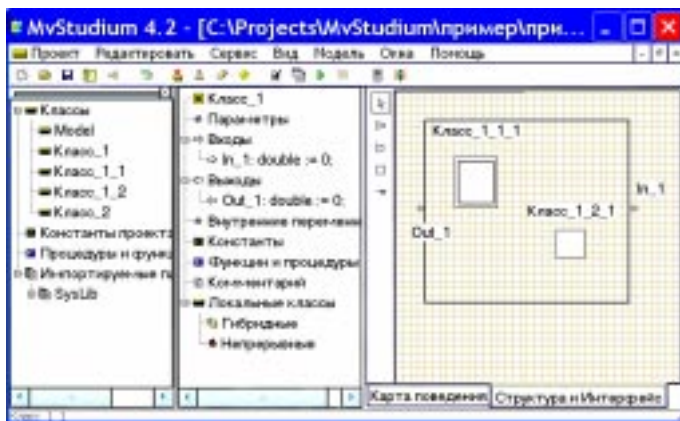 MvStudium 4.2 - [C:\Projects\MvStudium\пример\при...
Проект Редактировать Сервис Вид Модель Окна Помощь
Классы
Model
Класс_1
Класс_1_1
Класс_1_2
Класс_2
Константы проекта
Процедуры и функ
Импортируемые п
SysLib
Класс_1
Параметры
Входы
In_1: double := 0;
Выходы
Out_1: double := 0;
Внутренние перемен
Константы
Функции и процедуры
Комментарий
Локальные классы
Гибридные
Непрерывные
Класс_1_1_1
In_1
Класс_1_2_1
Out_1
Карта поведения Структура и Интерфейс